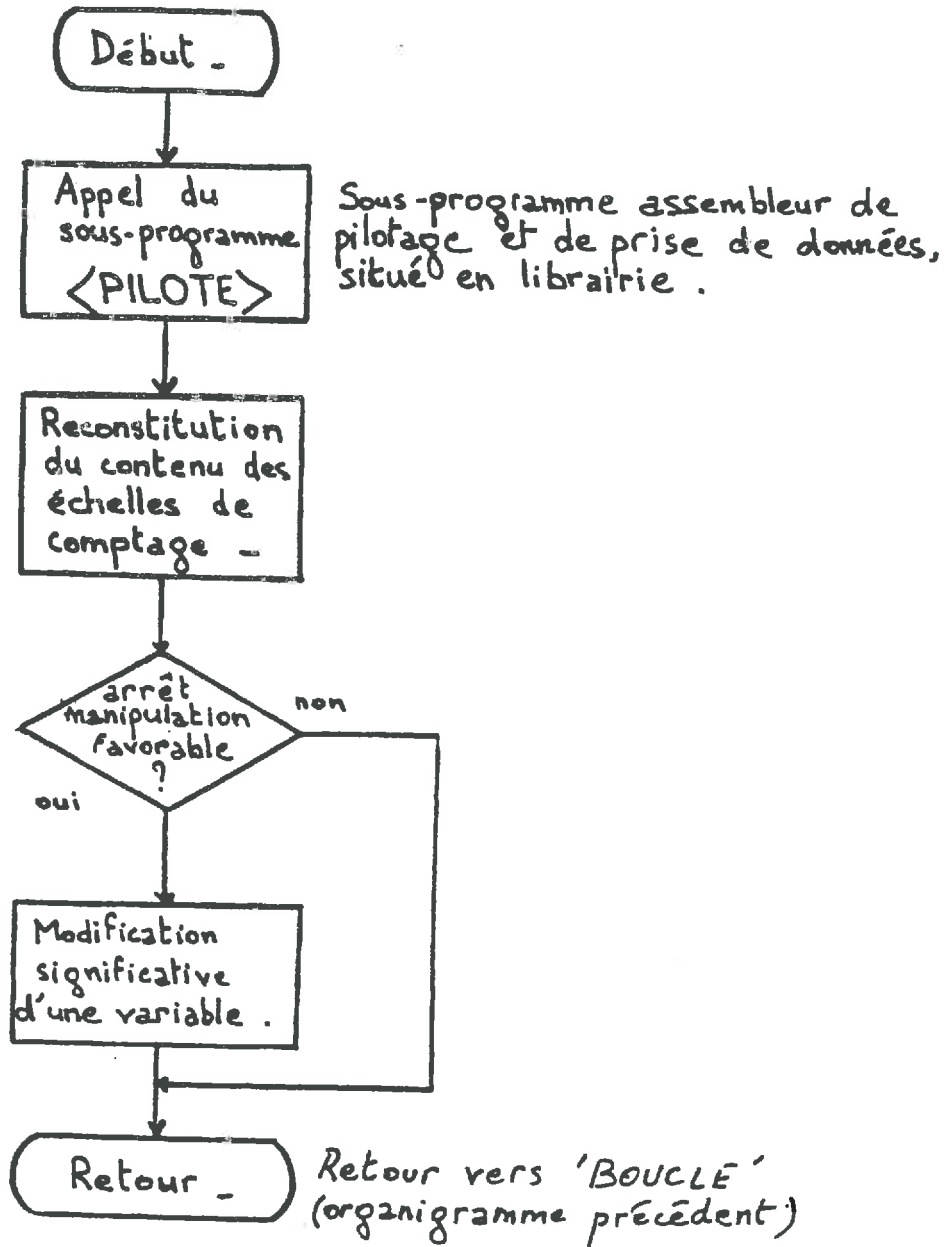 Début _
Appel du
sous-programme
<PILOTE>
Sous-programme assembleur de
pilotage et de prise de données,
situé en librairie .
Reconstitution
du contenu des
échelles de
comptage _
arrêt
manipulation
favorable
?
non
oui
Modification
significative
d'une variable .
Retour _
Retour vers 'BOUCLE'
(organigramme précédent)